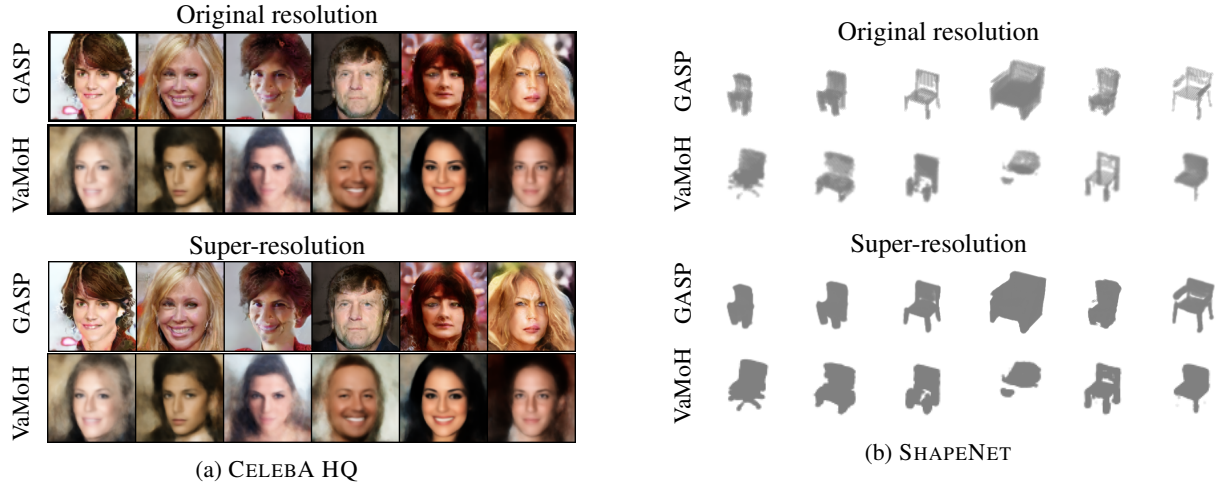 Original resolution
GASP
VaMoH
Super-resolution
GASP
VaMoH
(a) CELEBA HQ
Original resolution
GASP
VaMoH
Super-resolution
GASP
VaMoH
(b) SHAPENET